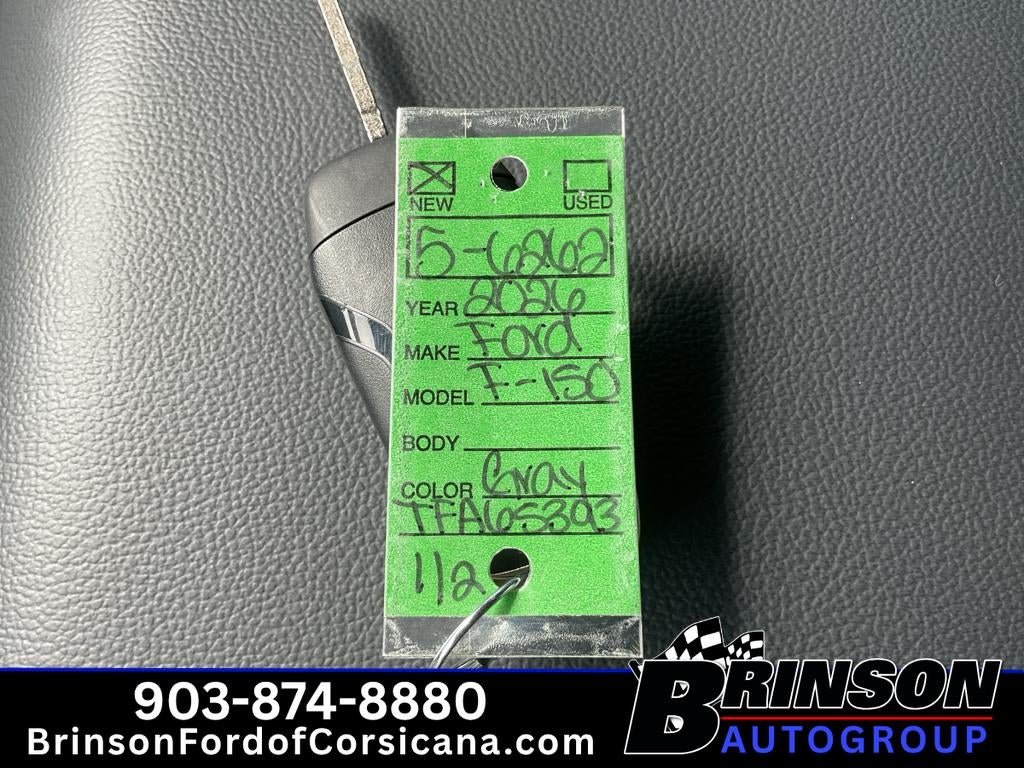 NEW USED
5-6262
YEAR 2026
MAKE Ford
MODEL F-150
BODY
COLOR Gray
TFA65393
1/2
903-874-8880
BrinsonFordofCorsicana.com
BRINSON
AUTOGROUP